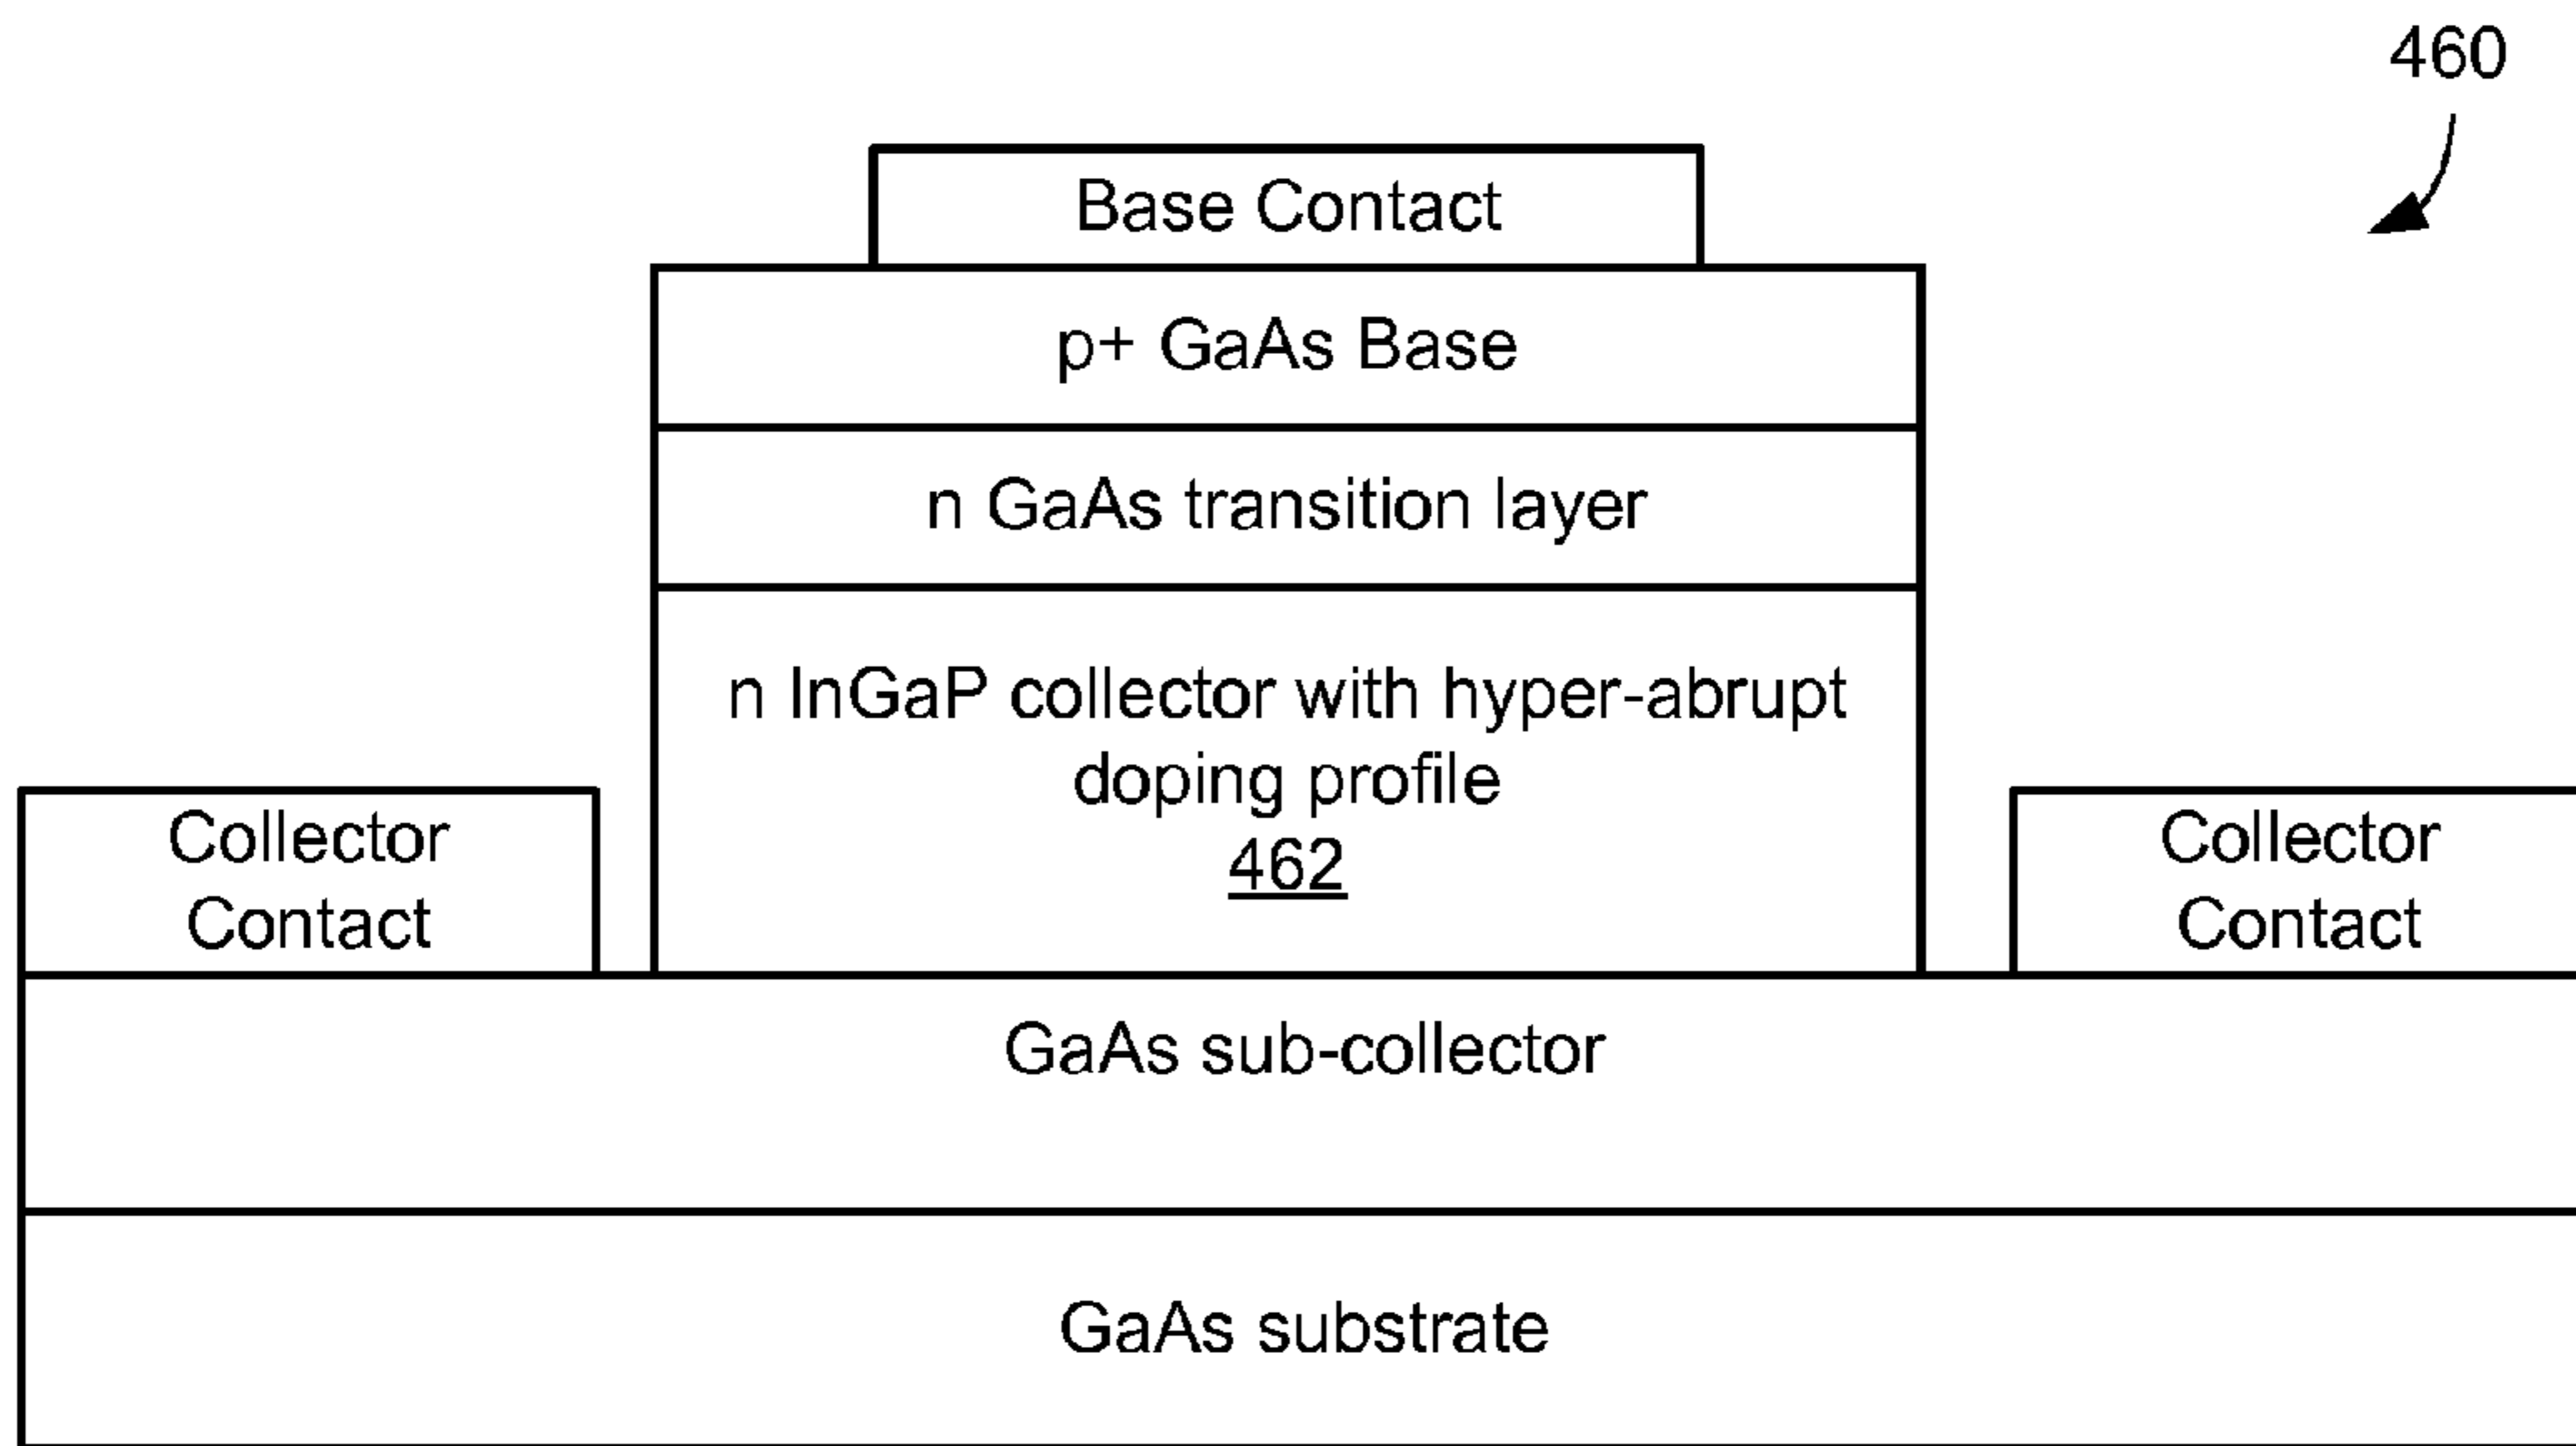 460
Base Contact
p+ GaAs Base
n GaAs transition layer
n InGaP collector with hyper-abrupt
doping profile
462
Collector
Contact
Collector
Contact
GaAs sub-collector
GaAs substrate